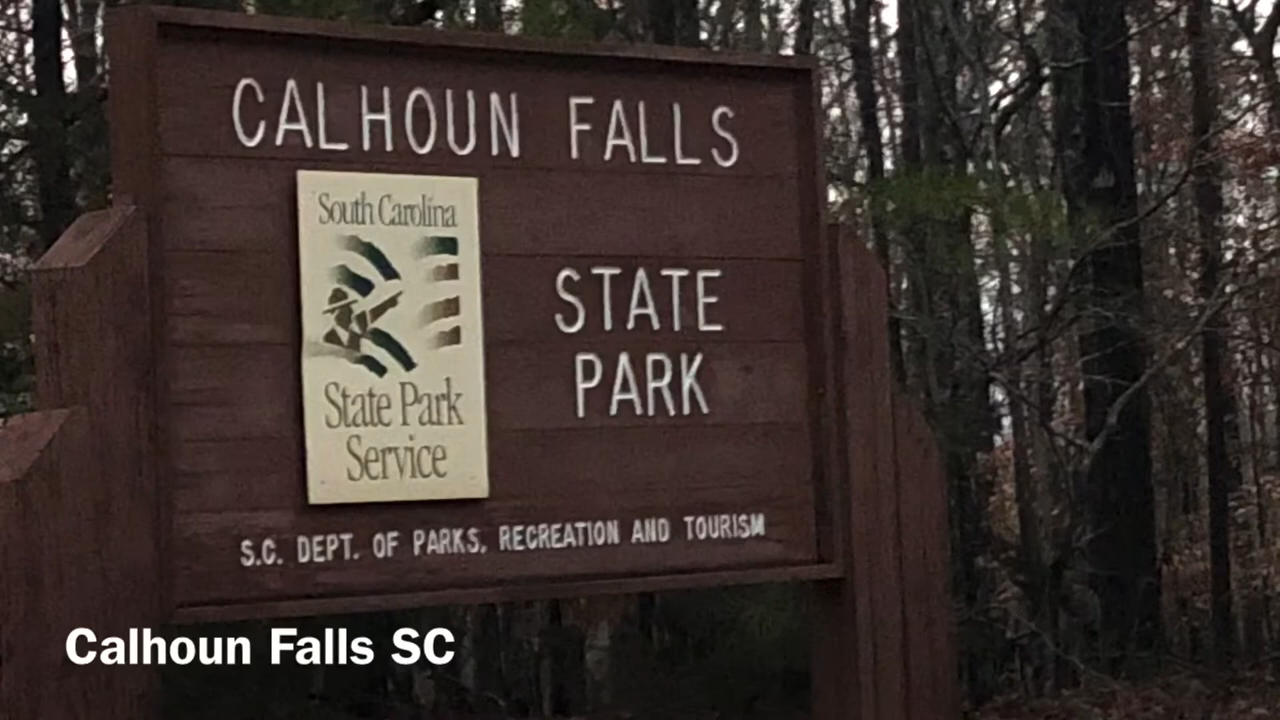 CALHOUN FALLS
South Carolina
State Park
Service
STATE
PARK
S.C. DEPT. OF PARKS, RECREATION AND TOURISM
Calhoun Falls SC